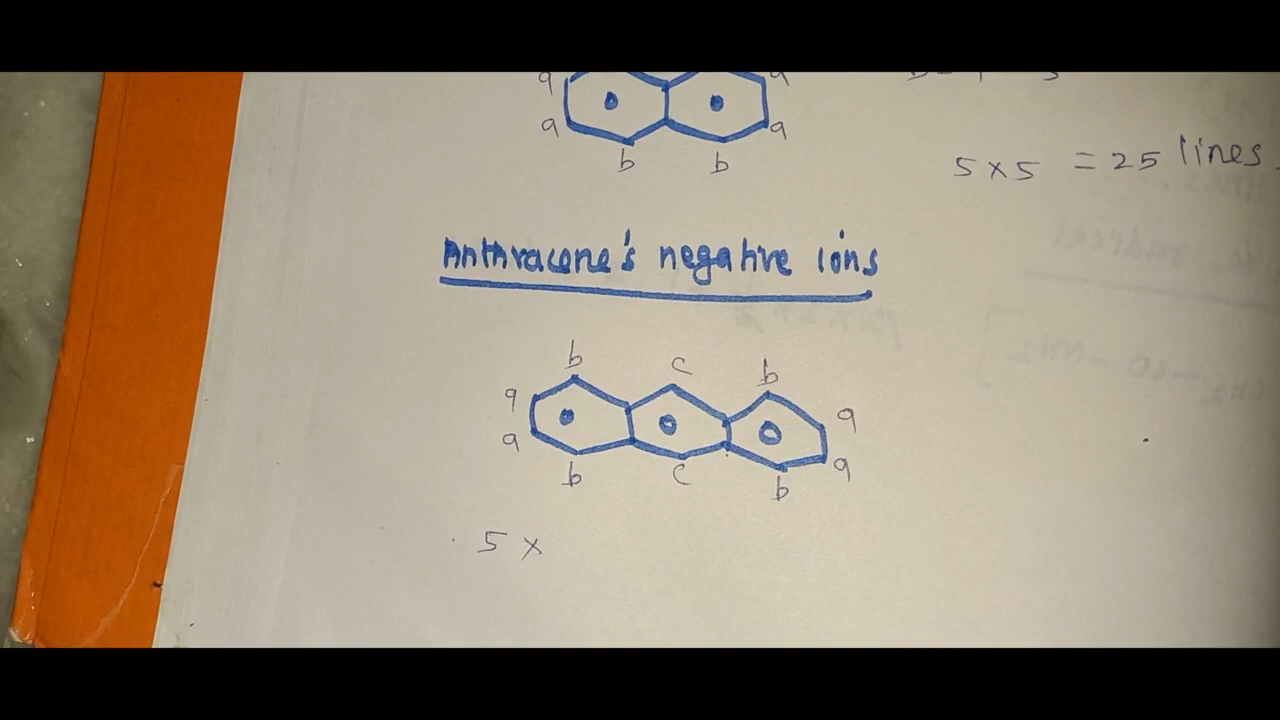 a a
a a
b b
5 × 5 = 25 lines.
Anthracene's negative ions
b c b
a a
a a
b c b
5 ×